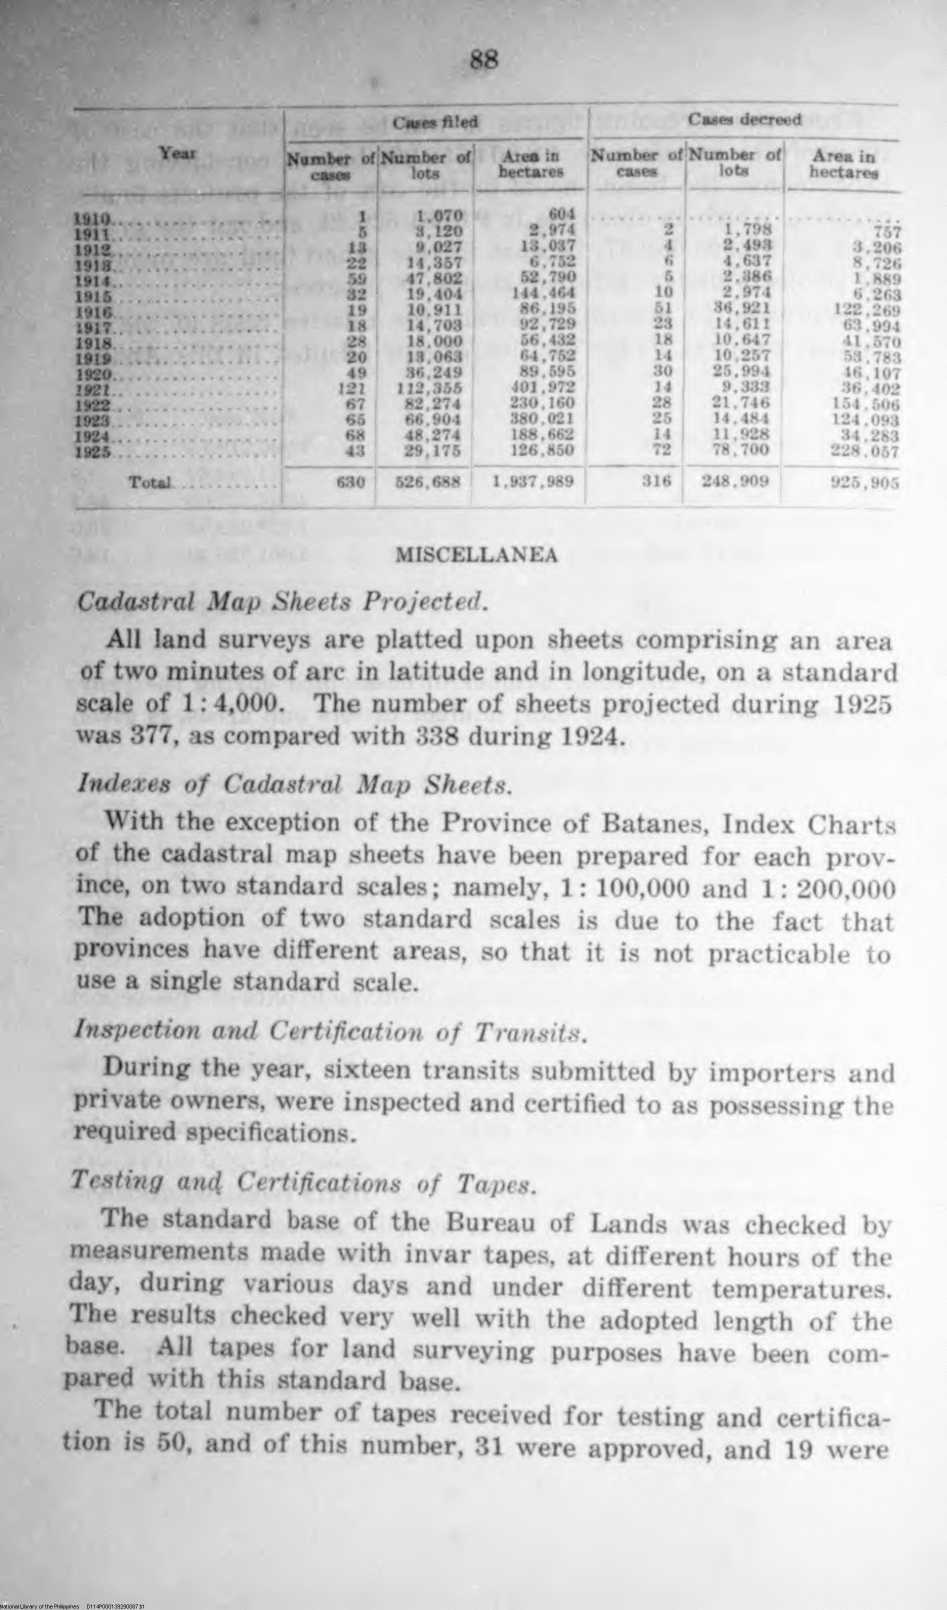 88
Cases filed Cases decreed
Year Number of cases Number of lots Area in hectares Number of cases Number of lots Area in hectares
1910 1 1,070 604
1911 5 3,120 2,974 2 1,798 757
1912 13 9,027 13,037 4 2,493 3,206
1913 22 14,357 6,752 6 4,637 8,726
1914 59 47,802 52,790 5 2,386 1,889
1915 32 19,404 144,464 10 2,974 6,263
1916 19 10,911 86,195 51 36,921 122,269
1917 18 14,703 92,729 23 14,611 63,994
1918 28 18,000 56,432 18 10,647 41,570
1919 20 13,063 64,752 14 10,257 53,783
1920 49 36,249 89,595 30 25,994 46,107
1921 121 112,355 401,972 14 9,333 36,402
1922 67 82,274 230,160 28 21,746 154,506
1923 65 66,904 380,021 25 14,484 124,093
1924 68 48,274 188,662 14 11,928 34,283
1925 43 29,175 126,850 72 78,700 228,057
Total 630 526,688 1,937,989 316 248,909 925,905
MISCELLANEA
Cadastral Map Sheets Projected.
All land surveys are platted upon sheets comprising an area
of two minutes of arc in latitude and in longitude, on a standard
scale of 1:4,000. The number of sheets projected during 1925
was 377, as compared with 338 during 1924.
Indexes of Cadastral Map Sheets.
With the exception of the Province of Batanes, Index Charts
of the cadastral map sheets have been prepared for each prov-
ince, on two standard scales; namely, 1: 100,000 and 1: 200,000
The adoption of two standard scales is due to the fact that
provinces have different areas, so that it is not practicable to
use a single standard scale.
Inspection and Certification of Transits.
During the year, sixteen transits submitted by importers and
private owners, were inspected and certified to as possessing the
required specifications.
Testing and Certifications of Tapes.
The standard base of the Bureau of Lands was checked by
measurements made with invar tapes, at different hours of the
day, during various days and under different temperatures.
The results checked very well with the adopted length of the
base. All tapes for land surveying purposes have been com-
pared with this standard base.
The total number of tapes received for testing and certifica-
tion is 50, and of this number, 31 were approved, and 19 were
National Library of the Philippines